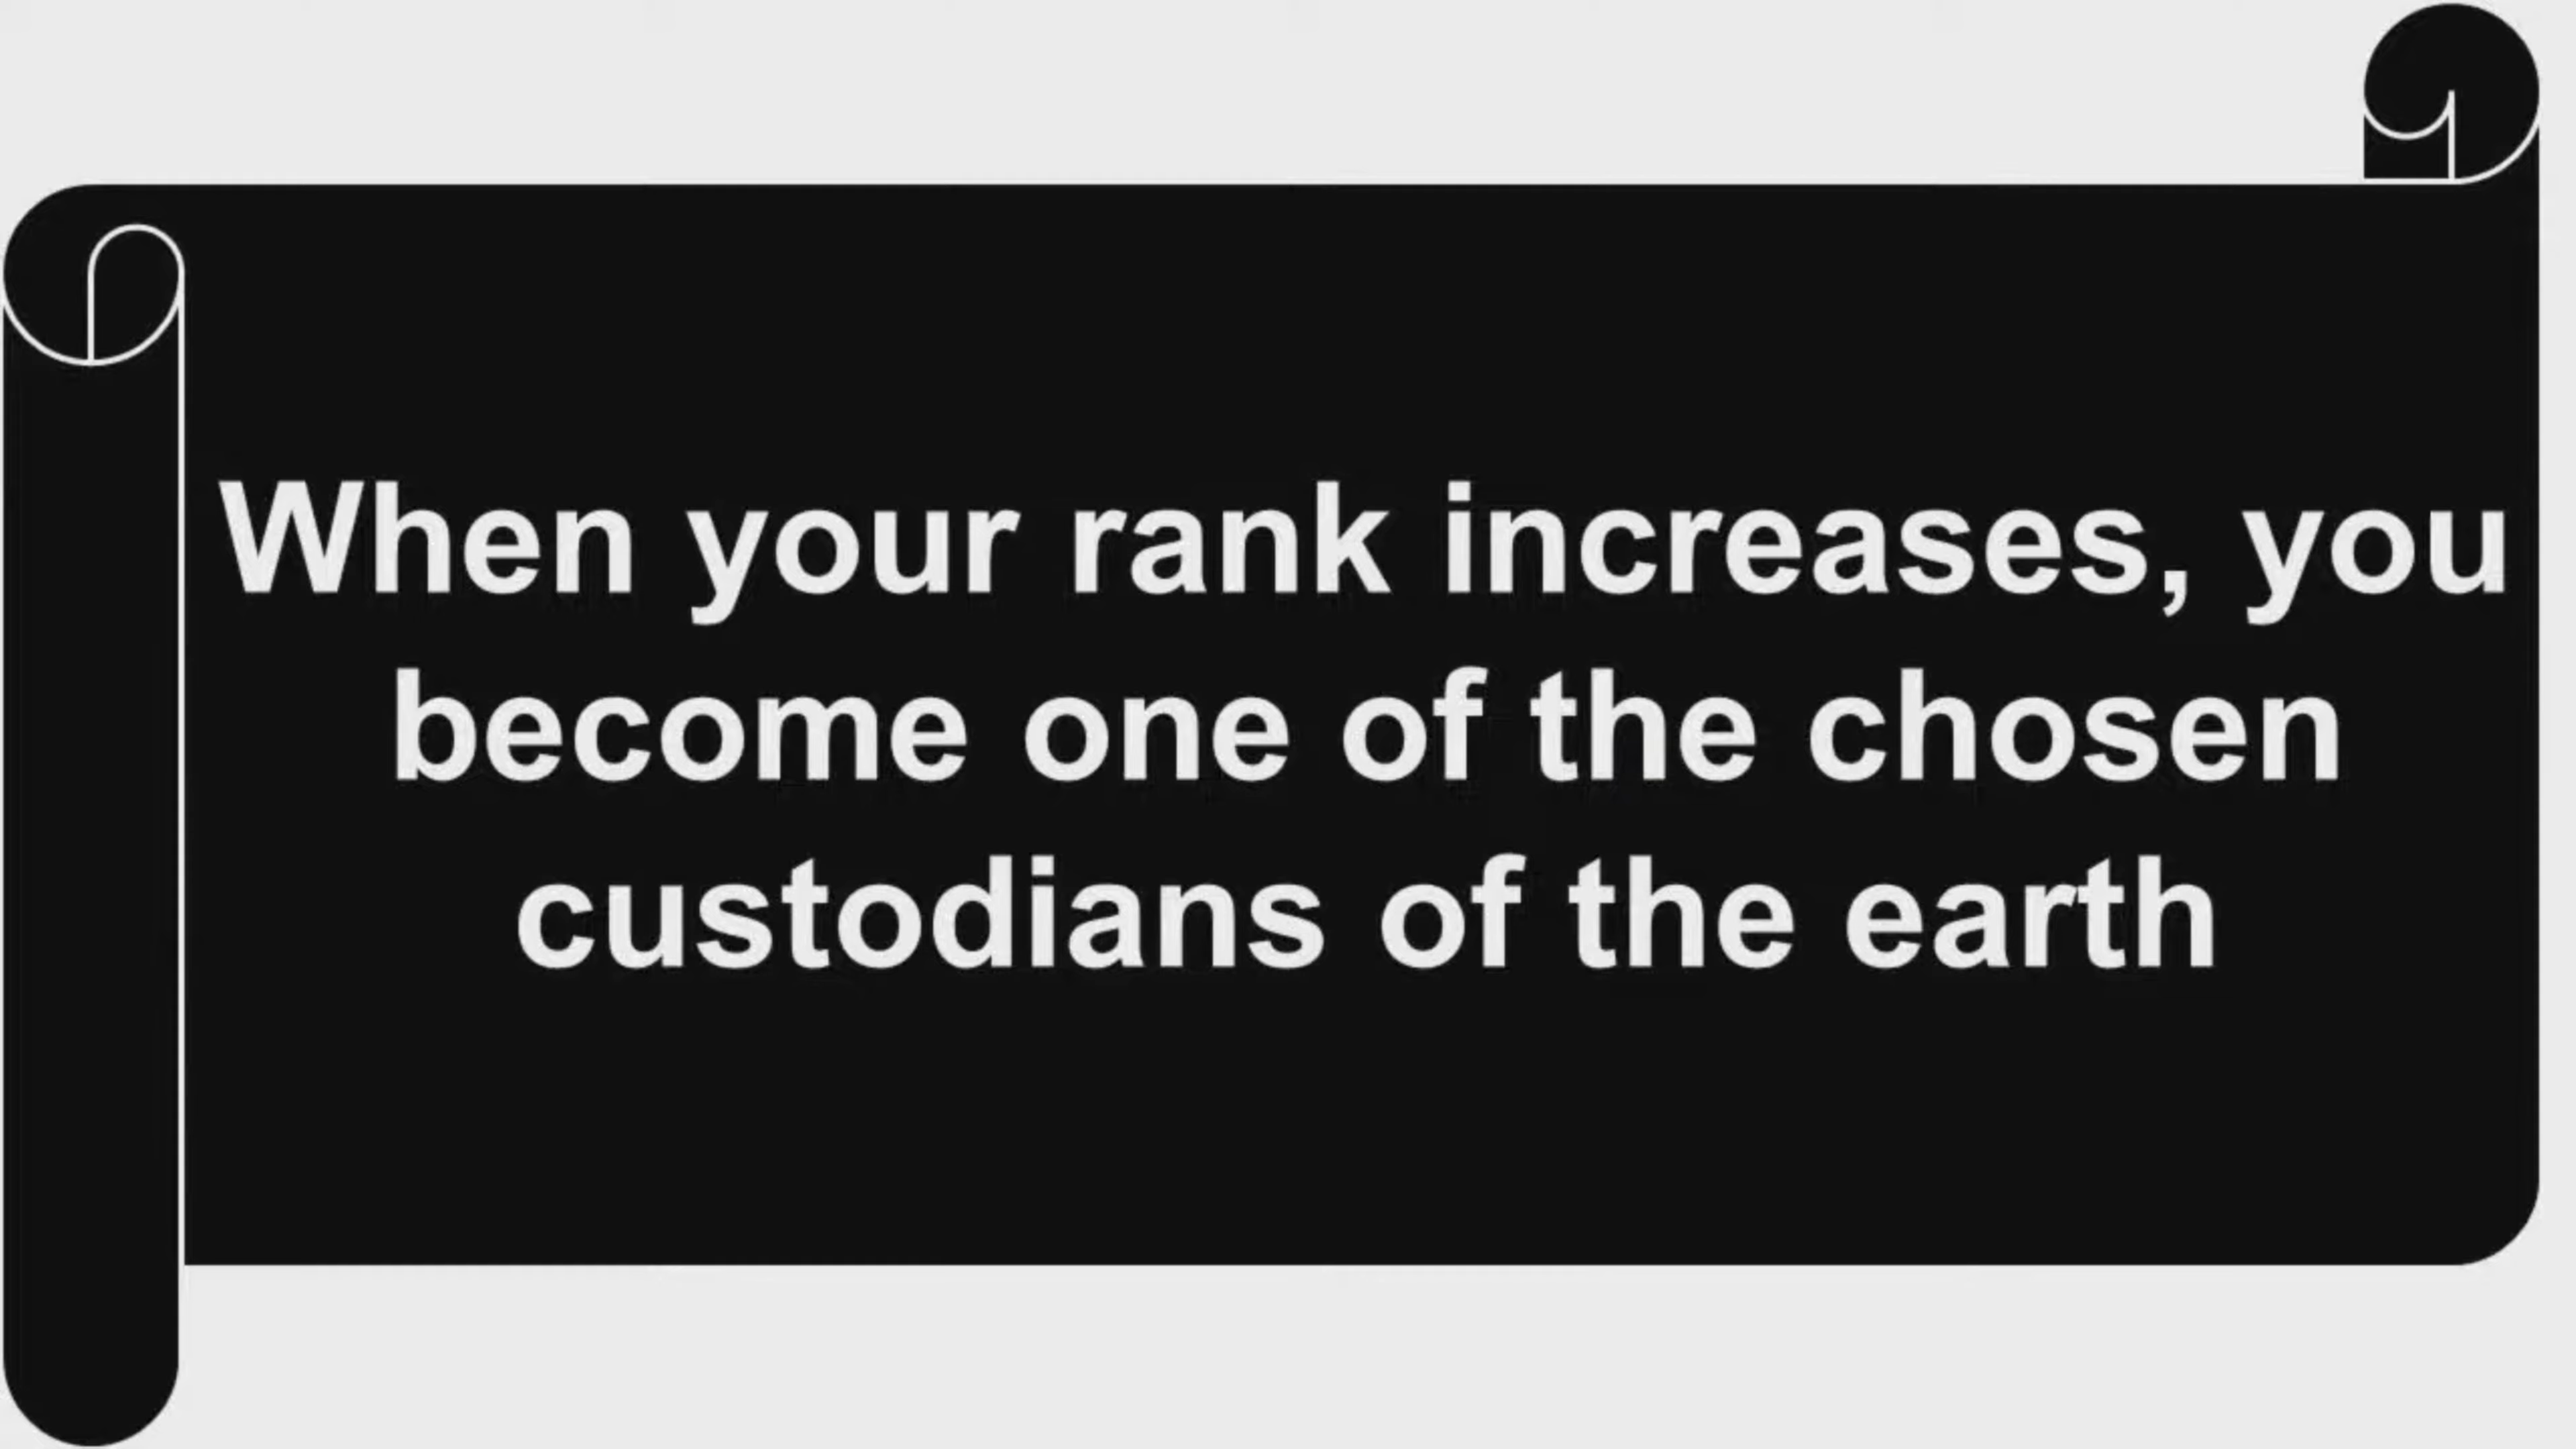 When your rank increases, you
become one of the chosen
custodians of the earth